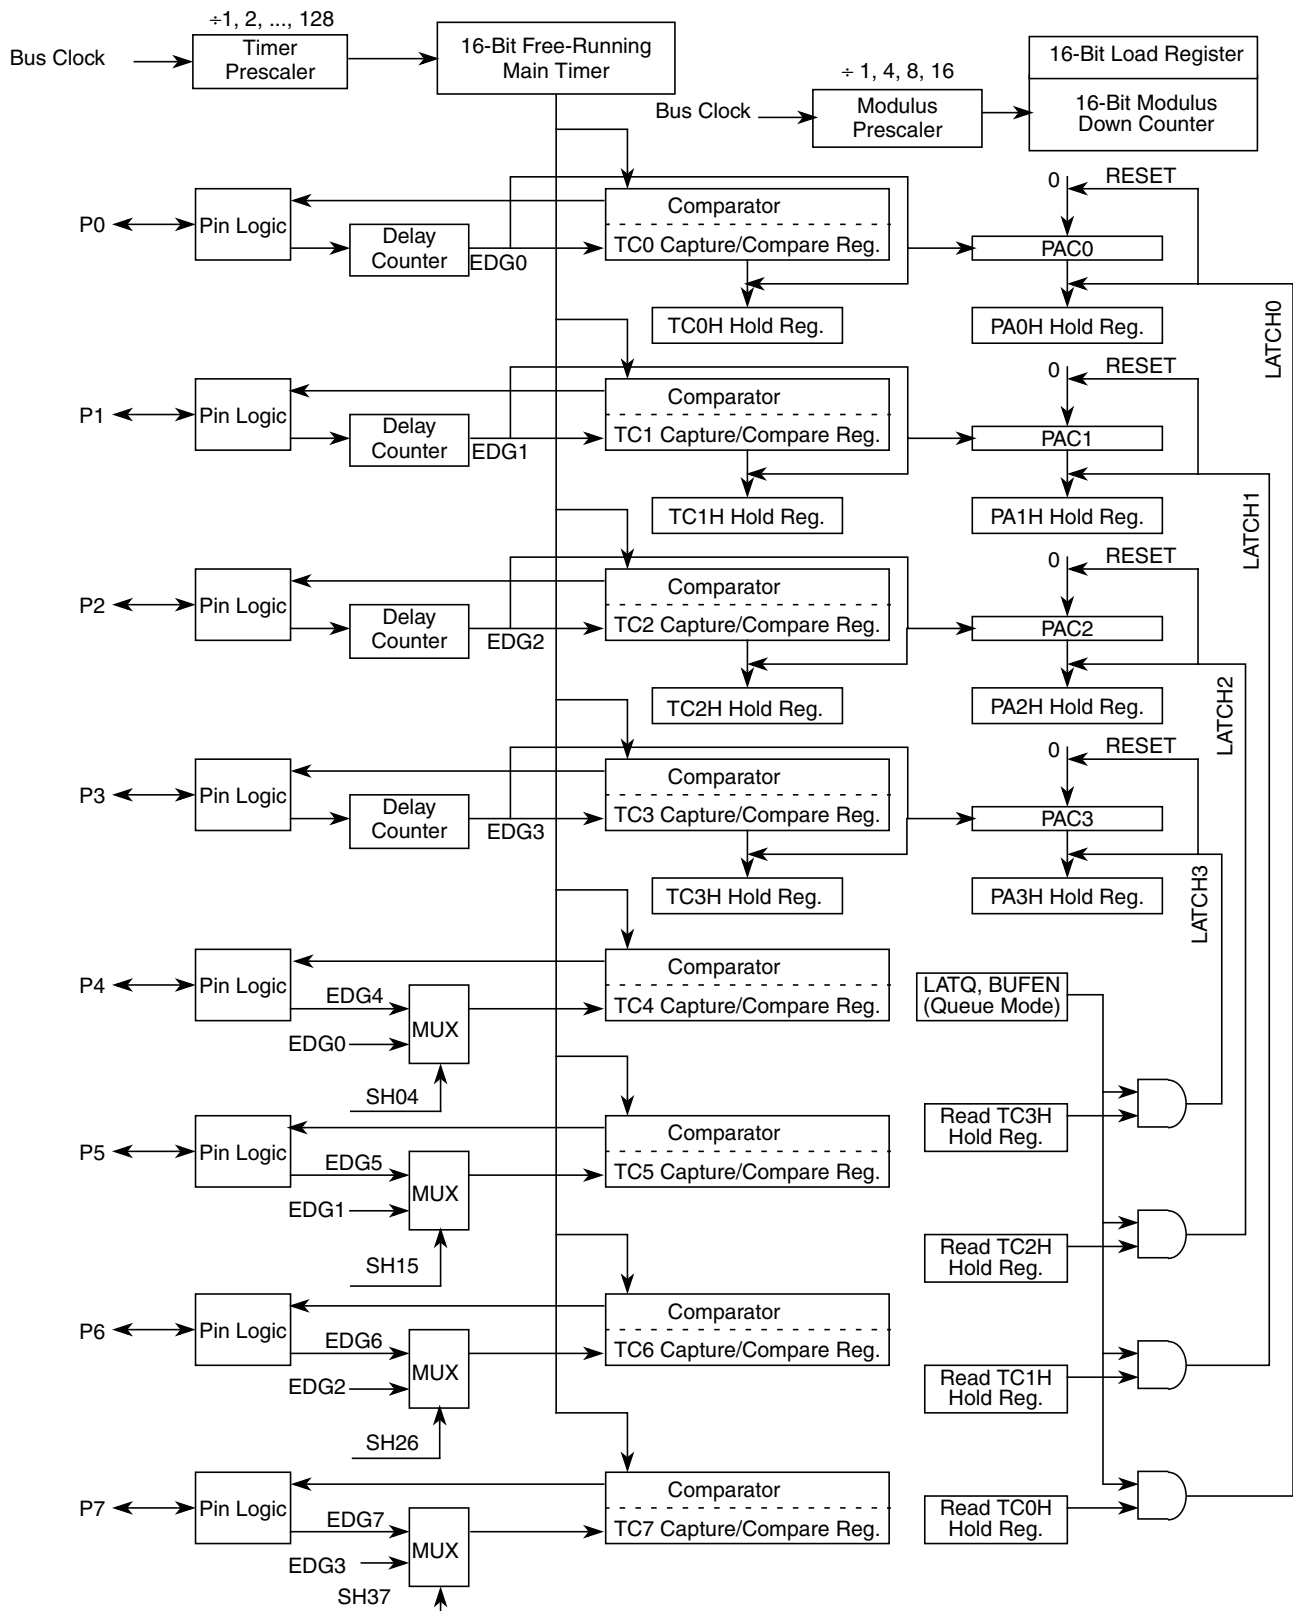 ÷1, 2, ..., 128
Bus Clock
Timer
Prescaler
16-Bit Free-Running
Main Timer
÷ 1, 4, 8, 16
Bus Clock
Modulus
Prescaler
16-Bit Load Register
16-Bit Modulus
Down Counter
P0
Pin Logic
Delay
Counter
EDG0
Comparator
TC0 Capture/Compare Reg.
TC0H Hold Reg.
0
RESET
PAC0
PA0H Hold Reg.
LATCH0
P1
Pin Logic
Delay
Counter
EDG1
Comparator
TC1 Capture/Compare Reg.
TC1H Hold Reg.
0
RESET
PAC1
PA1H Hold Reg.
LATCH1
P2
Pin Logic
Delay
Counter
EDG2
Comparator
TC2 Capture/Compare Reg.
TC2H Hold Reg.
0
RESET
PAC2
PA2H Hold Reg.
LATCH2
P3
Pin Logic
Delay
Counter
EDG3
Comparator
TC3 Capture/Compare Reg.
TC3H Hold Reg.
0
RESET
PAC3
PA3H Hold Reg.
LATCH3
P4
Pin Logic
EDG4
EDG0
MUX
SH04
Comparator
TC4 Capture/Compare Reg.
LATQ, BUFEN
(Queue Mode)
P5
Pin Logic
EDG5
EDG1
MUX
SH15
Comparator
TC5 Capture/Compare Reg.
Read TC3H
Hold Reg.
P6
Pin Logic
EDG6
EDG2
MUX
SH26
Comparator
TC6 Capture/Compare Reg.
Read TC2H
Hold Reg.
Read TC1H
Hold Reg.
P7
Pin Logic
EDG7
EDG3
MUX
SH37
Comparator
TC7 Capture/Compare Reg.
Read TC0H
Hold Reg.